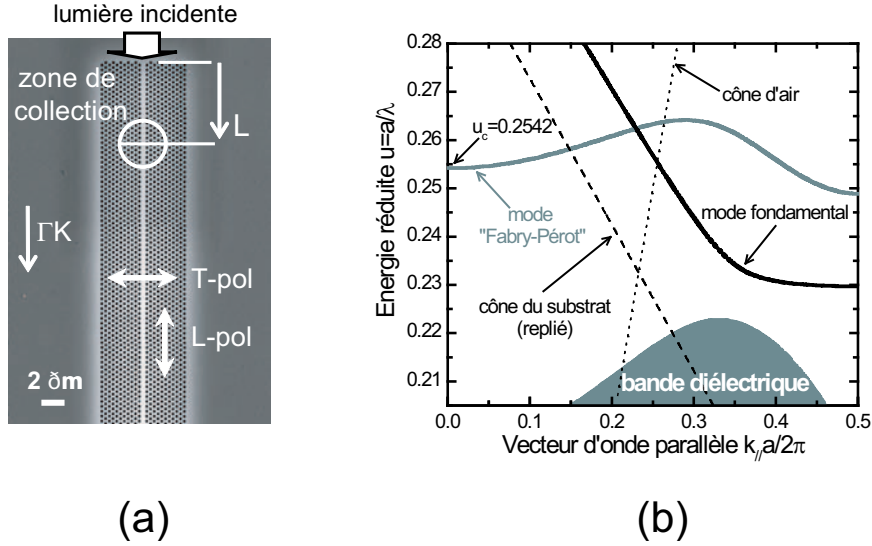 (a)
lumière incidente
zone de
collection
L
ΓK
T-pol
L-pol
2 ðm
(b)
0.28
0.27
0.26
0.25
0.24
0.23
0.22
0.21
Energie réduite u=a/λ
cône d'air
u_c=0.2542
mode
"Fabry-Pérot"
mode fondamental
cône du substrat
(replié)
bande diélectrique
0.0 0.1 0.2 0.3 0.4 0.5
Vecteur d'onde parallèle k_//a/2π
(a)
(b)